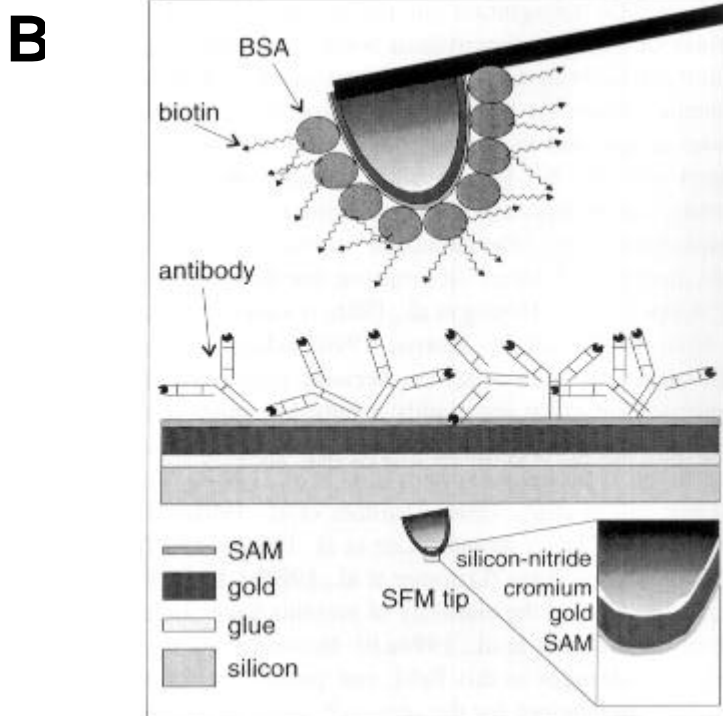 B
BSA
biotin
antibody
SAM
gold
glue
silicon
SFM tip
silicon-nitride
cromium
gold
SAM